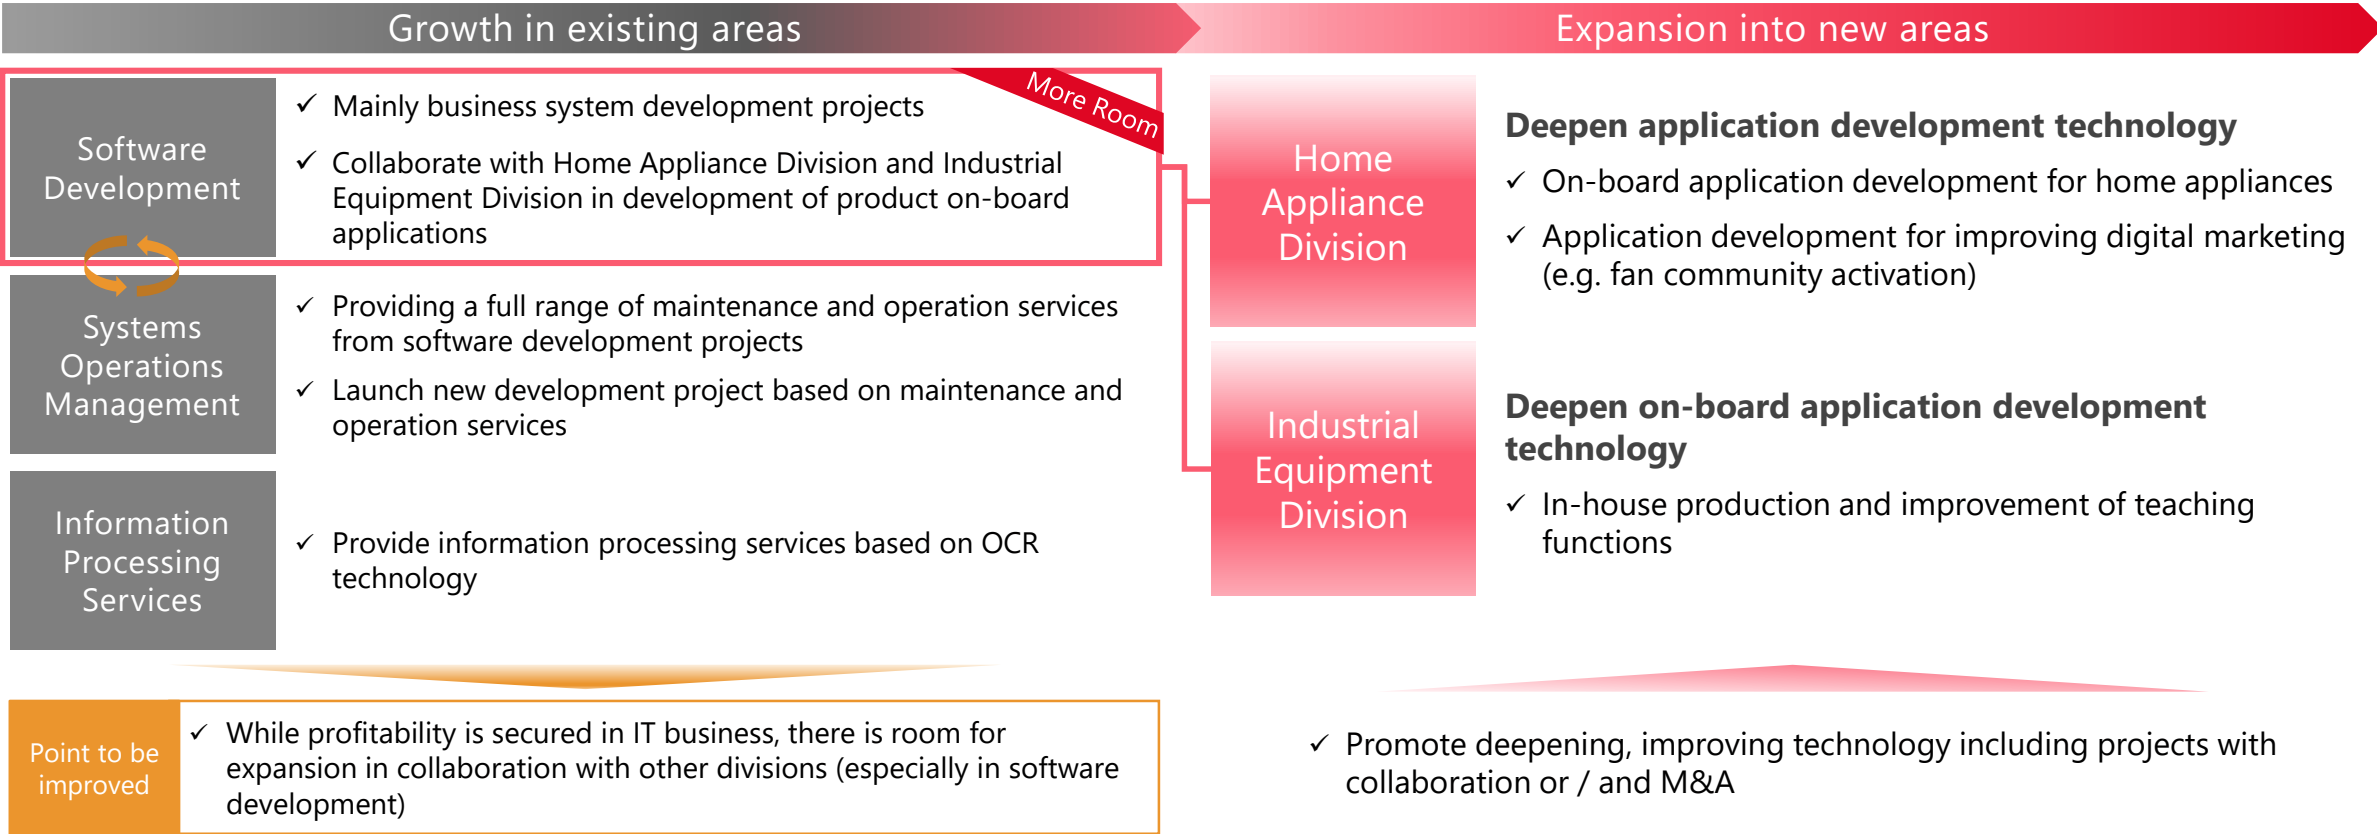 Growth in existing areas
Expansion into new areas
Software
Development
✓ Mainly business system development projects
✓ Collaborate with Home Appliance Division and Industrial
Equipment Division in development of product on-board
applications
More Room
Systems
Operations
Management
✓ Providing a full range of maintenance and operation services
from software development projects
✓ Launch new development project based on maintenance and
operation services
Information
Processing
Services
✓ Provide information processing services based on OCR
technology
Point to be
improved
✓ While profitability is secured in IT business, there is room for
expansion in collaboration with other divisions (especially in software
development)
Home
Appliance
Division
Deepen application development technology
✓ On-board application development for home appliances
✓ Application development for improving digital marketing
(e.g. fan community activation)
Industrial
Equipment
Division
Deepen on-board application development
technology
✓ In-house production and improvement of teaching
functions
✓ Promote deepening, improving technology including projects with
collaboration or / and M&A